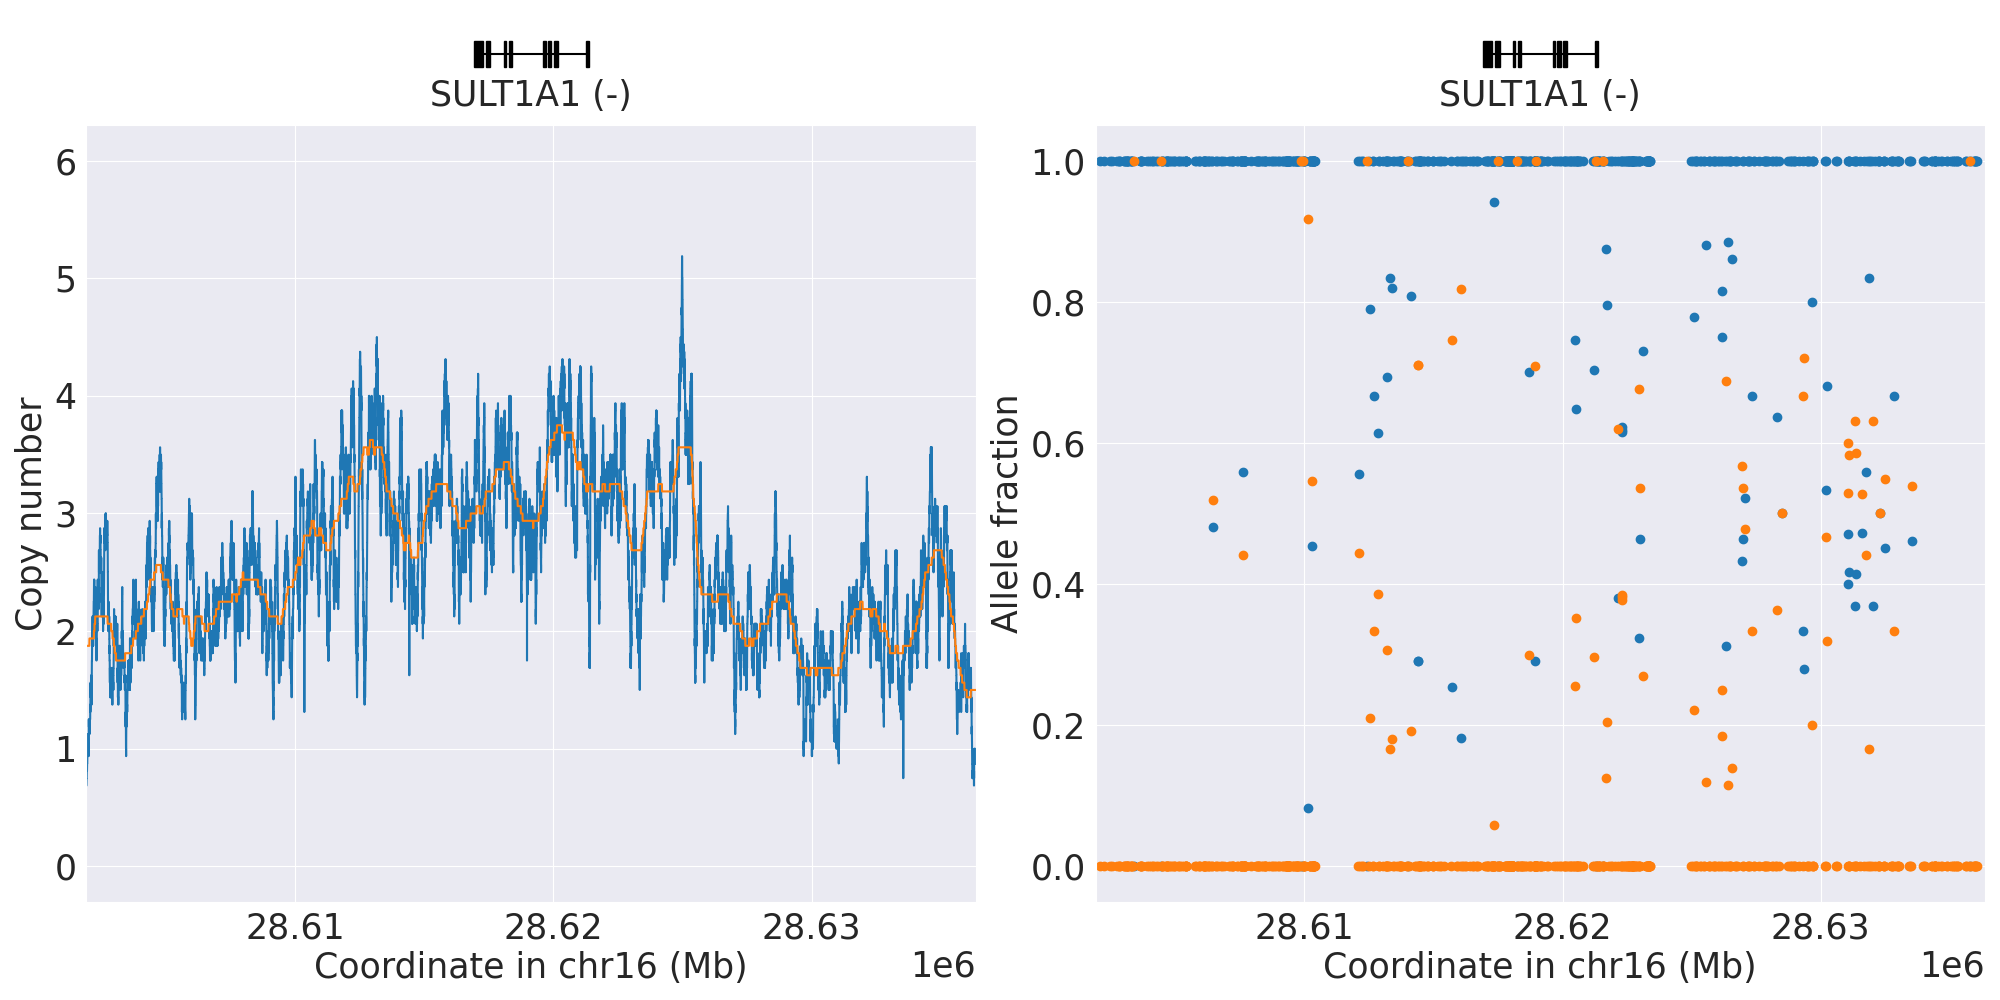 SULT1A1 (-)
6
5
4
3
2
1
0
Copy number
28.61
28.62
28.63
Coordinate in chr16 (Mb)
1e6
SULT1A1 (-)
1.0
0.8
0.6
0.4
0.2
0.0
Allele fraction
28.61
28.62
28.63
Coordinate in chr16 (Mb)
1e6